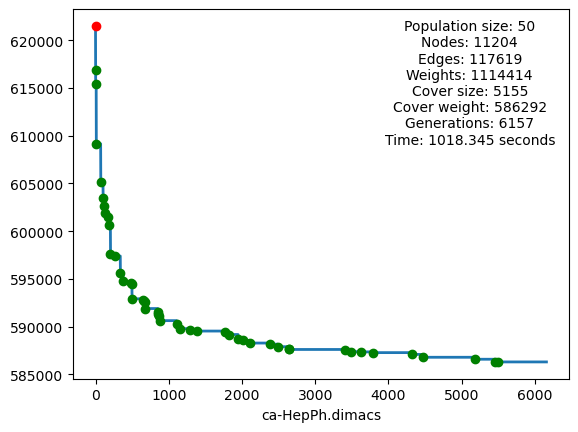 Population size: 50
Nodes: 11204
Edges: 117619
Weights: 1114414
Cover size: 5155
Cover weight: 586292
Generations: 6157
Time: 1018.345 seconds
620000
615000
610000
605000
600000
595000
590000
585000
0 1000 2000 3000 4000 5000 6000
ca-HepPh.dimacs